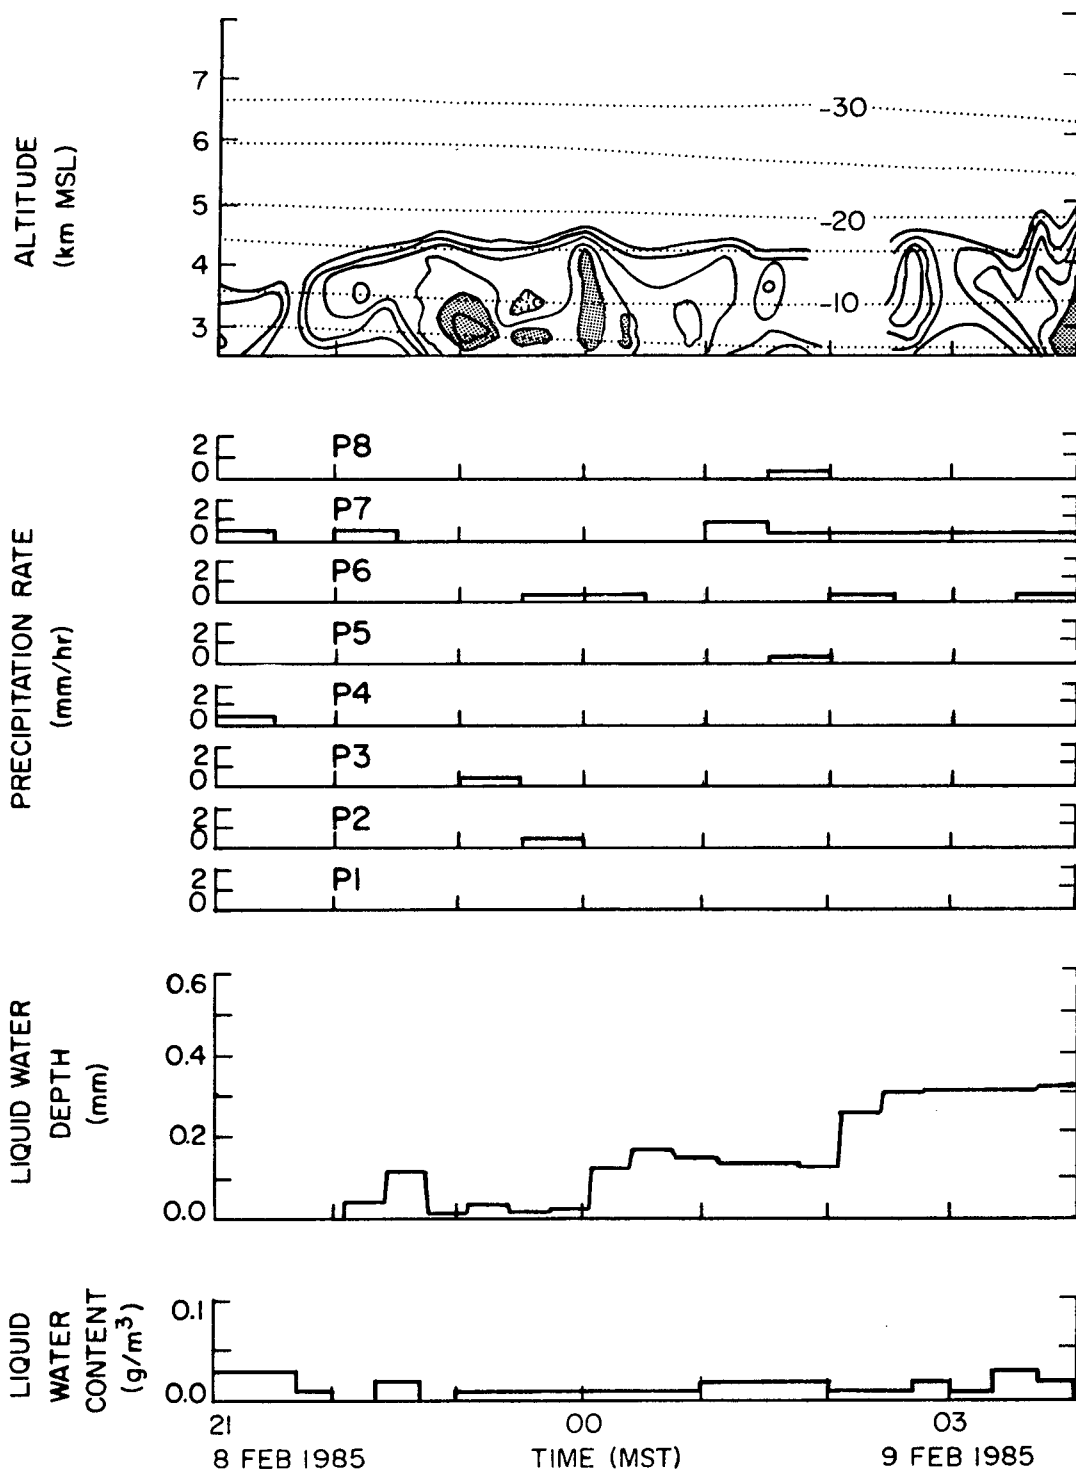 ALTITUDE
(km MSL)
7
6
5
4
3
-30
-20
-10
PRECIPITATION RATE
(mm/hr)
2
0
P8
2
0
P7
2
0
P6
2
0
P5
2
0
P4
2
0
P3
2
0
P2
2
0
P1
LIQUID WATER
DEPTH
(mm)
0.6
0.4
0.2
0.0
LIQUID
WATER
CONTENT
(g/m³)
0.1
0.0
21
00
03
8 FEB 1985
TIME (MST)
9 FEB 1985